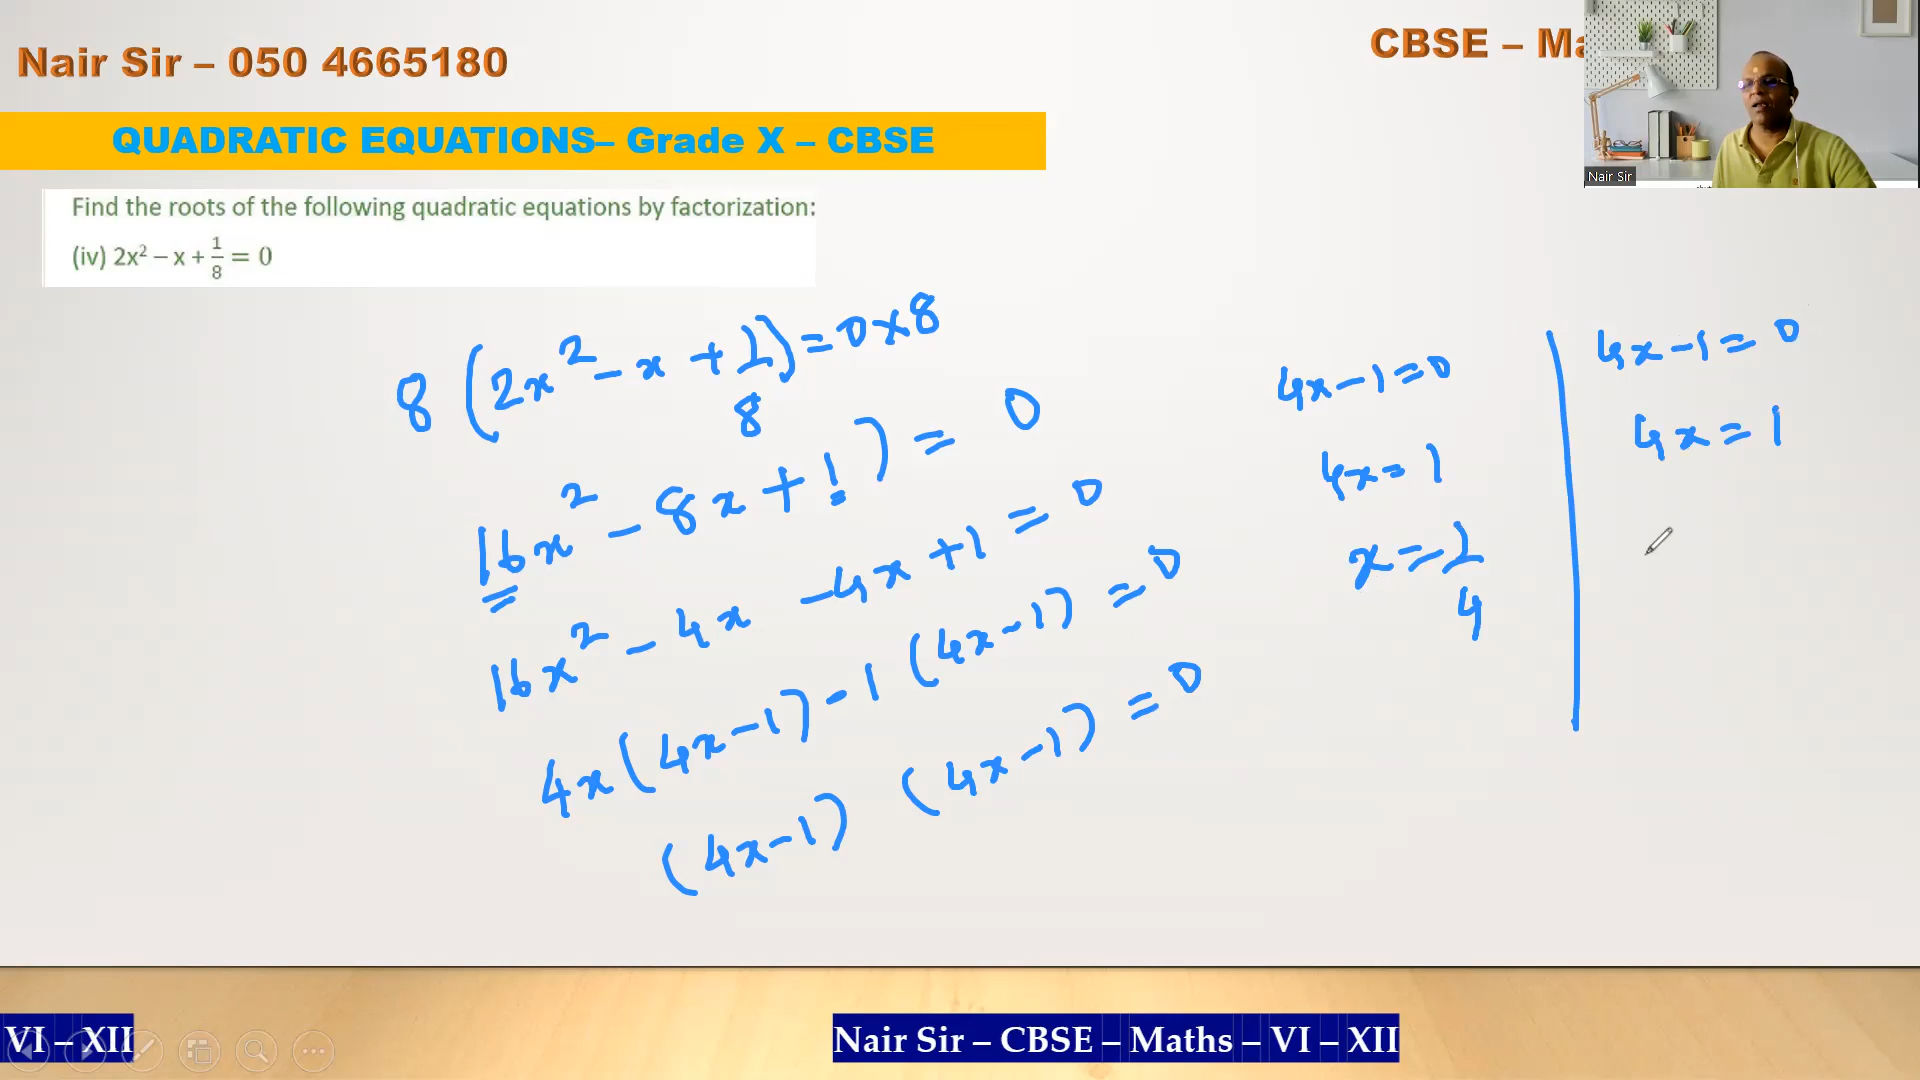 Nair Sir – 050 4665180
CBSE – Ma
Nair Sir
QUADRATIC EQUATIONS– Grade X – CBSE
Find the roots of the following quadratic equations by factorization:
(iv) 2x² – x + 1/8 = 0
8 (2x² – x + 1/8) = 0 x 8
16x² – 8x + 1) = 0
16x² – 4x – 4x + 1 = 0
4x (4x – 1) – 1 (4x – 1) = 0
(4x – 1) (4x – 1) = 0
4x – 1 = 0
4x = 1
x = 1/4
4x – 1 = 0
4x = 1
VI – XII
Nair Sir – CBSE – Maths – VI – XII